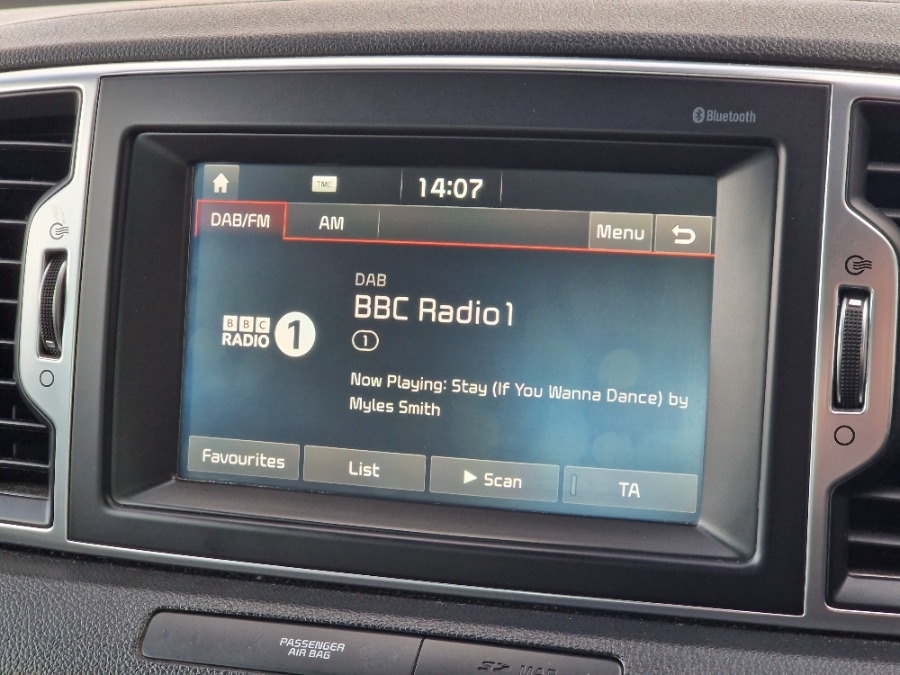 Bluetooth
TMC
14:07
DAB/FM
AM
Menu
DAB
BBC Radio1
1
BBC
RADIO 1
Now Playing: Stay (If You Wanna Dance) by
Myles Smith
Favourites
List
Scan
TA
PASSENGER
AIR BAG